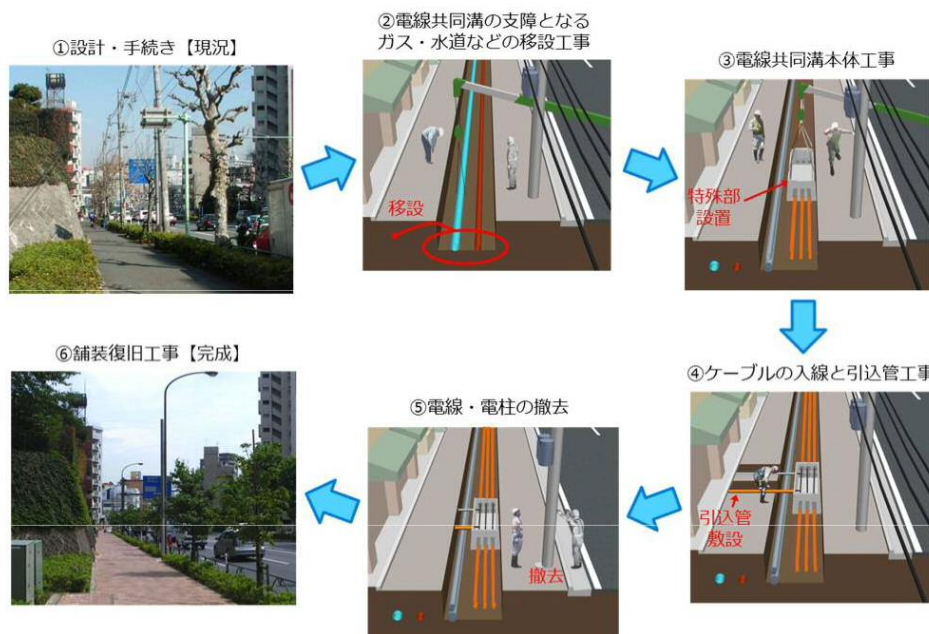 ①設計・手続き【現況】
②電線共同溝の支障となる
ガス・水道などの移設工事
移設
③電線共同溝本体工事
特殊部
設置
④ケーブルの入線と引込管工事
引込管
敷設
⑤電線・電柱の撤去
撤去
⑥舗装復旧工事【完成】